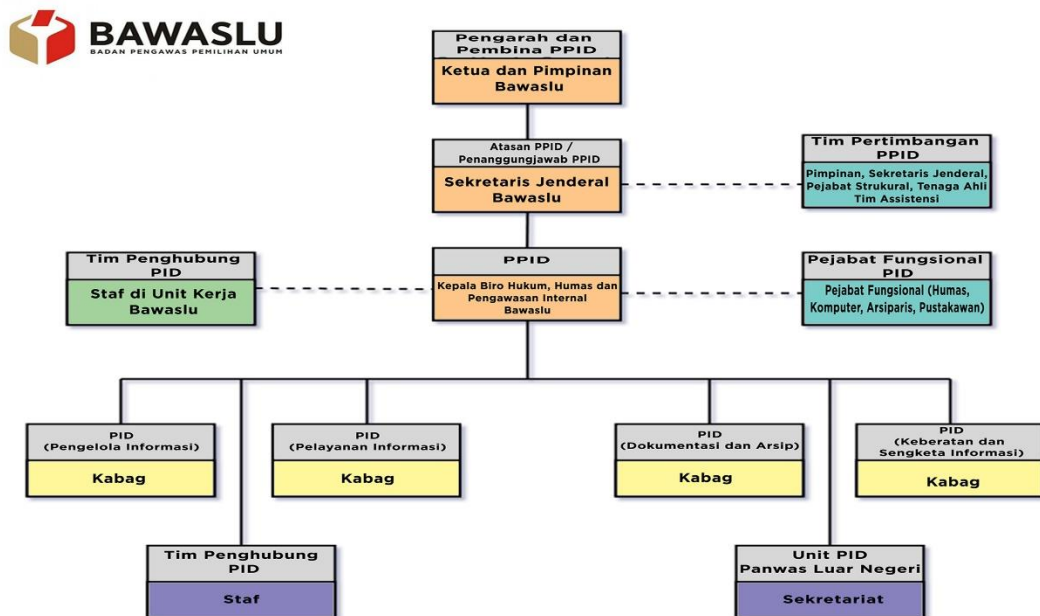 BAWASLU
BADAN PENGAWAS PEMILIHAN UMUM
Pengarah dan
Pembina PPID
Ketua dan Pimpinan
Bawaslu
Atasan PPID /
Penanggungjawab PPID
Sekretaris Jenderal
Bawaslu
Tim Pertimbangan
PPID
Pimpinan, Sekretaris Jenderal,
Pejabat Strukural, Tenaga Ahli
Tim Assistensi
Tim Penghubung
PID
Staf di Unit Kerja
Bawaslu
PPID
Kepala Biro Hukum, Humas dan
Pengawasan Internal
Bawaslu
Pejabat Fungsional
PID
Pejabat Fungsional (Humas,
Komputer, Arsiparis, Pustakawan)
PID
(Pengelola Informasi)
Kabag
PID
(Pelayanan Informasi)
Kabag
PID
(Dokumentasi dan Arsip)
Kabag
PID
(Keberatan dan
Sengketa Informasi)
Kabag
Tim Penghubung
PID
Staf
Unit PID
Panwas Luar Negeri
Sekretariat